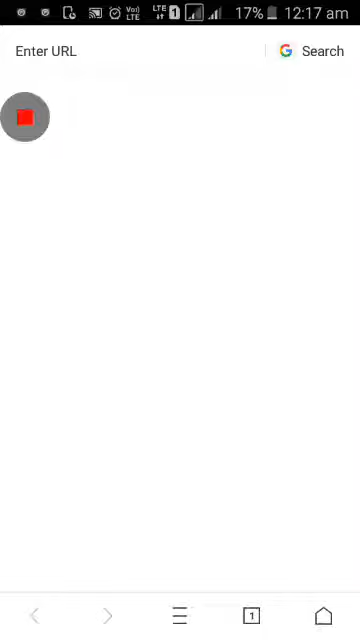 Vo))
LTE
LTE
1
17%
12:17 am
Enter URL
G Search
1